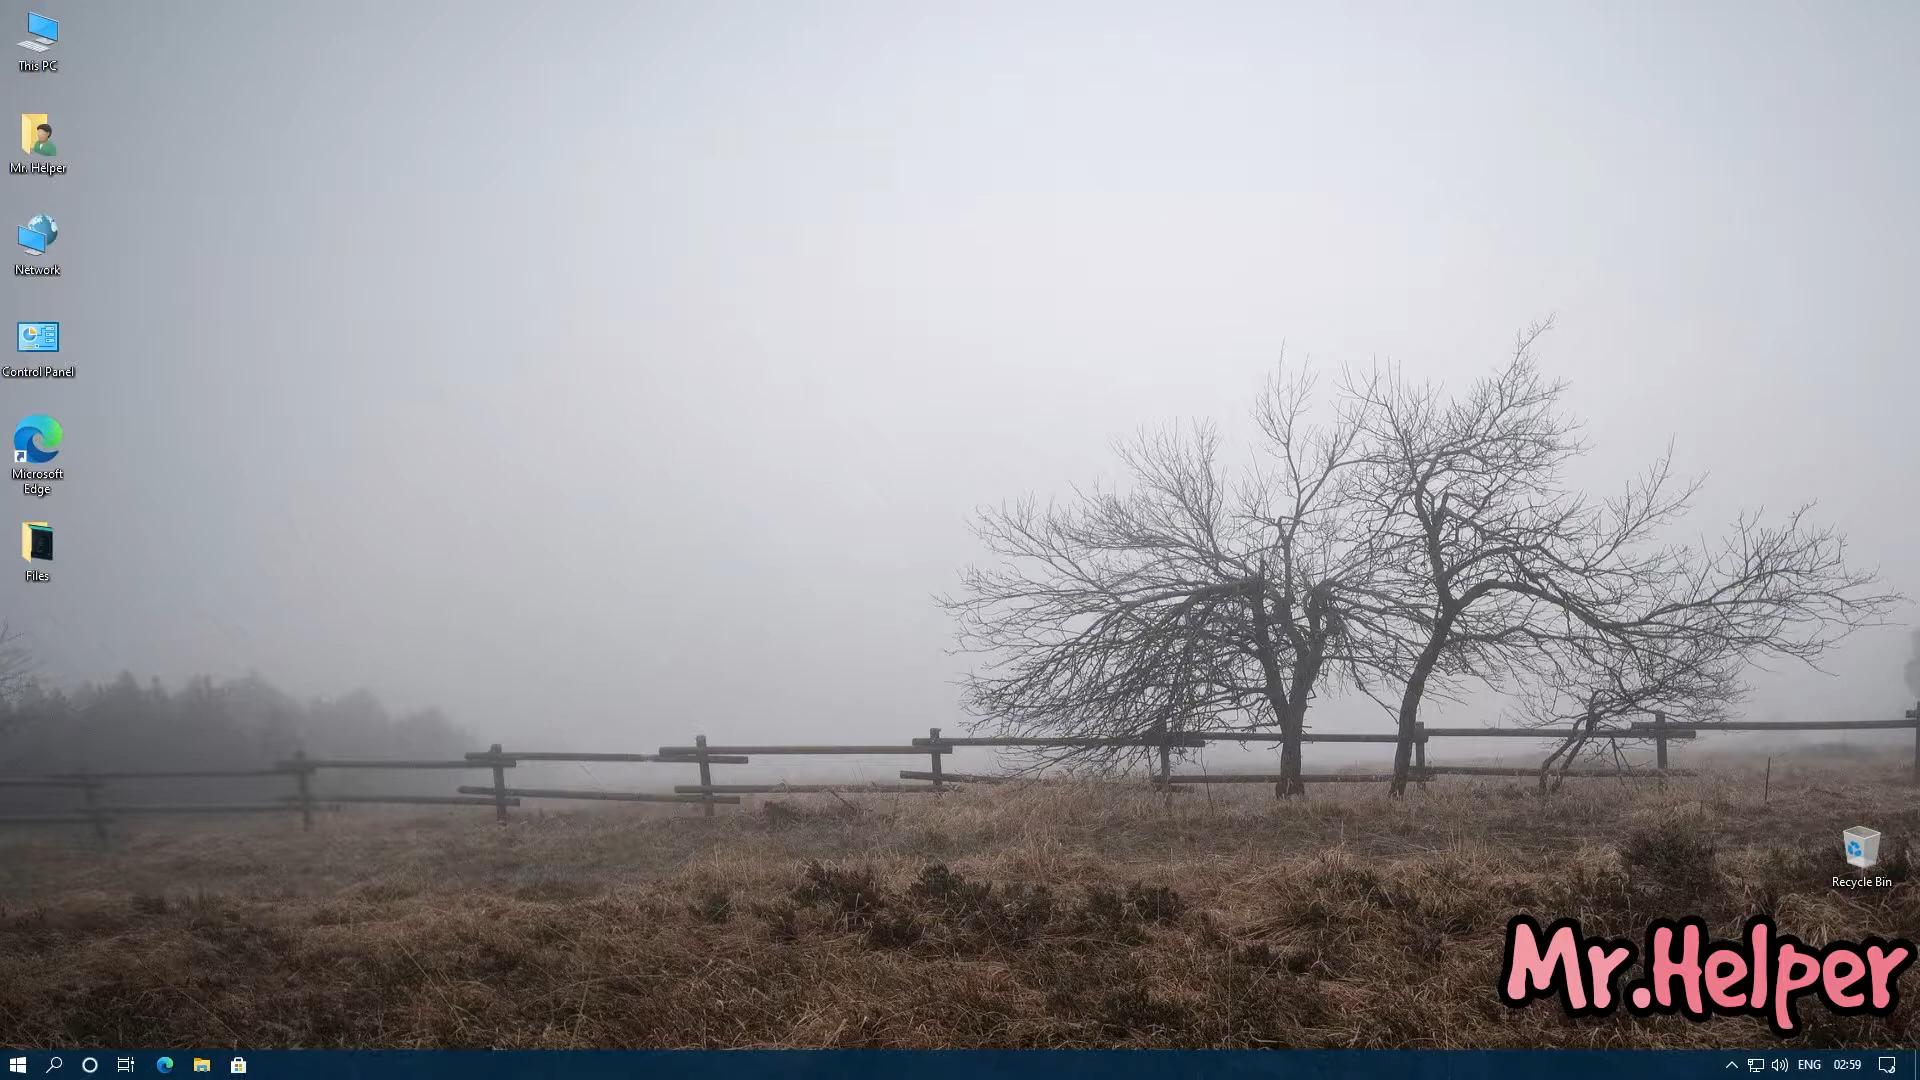 This PC
Mr. Helper
Network
Control Panel
Microsoft
Edge
Files
Recycle Bin
Mr.Helper
ENG
02:59